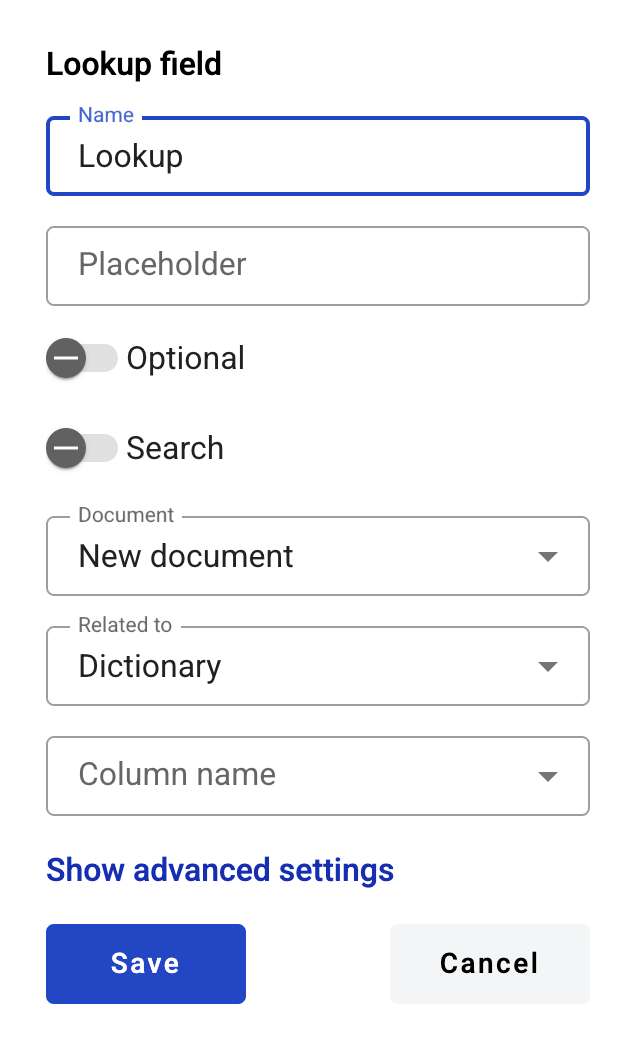 Lookup field
Name
Lookup
Placeholder
Optional
Search
Document
New document
Related to
Dictionary
Column name
Show advanced settings
Save
Cancel